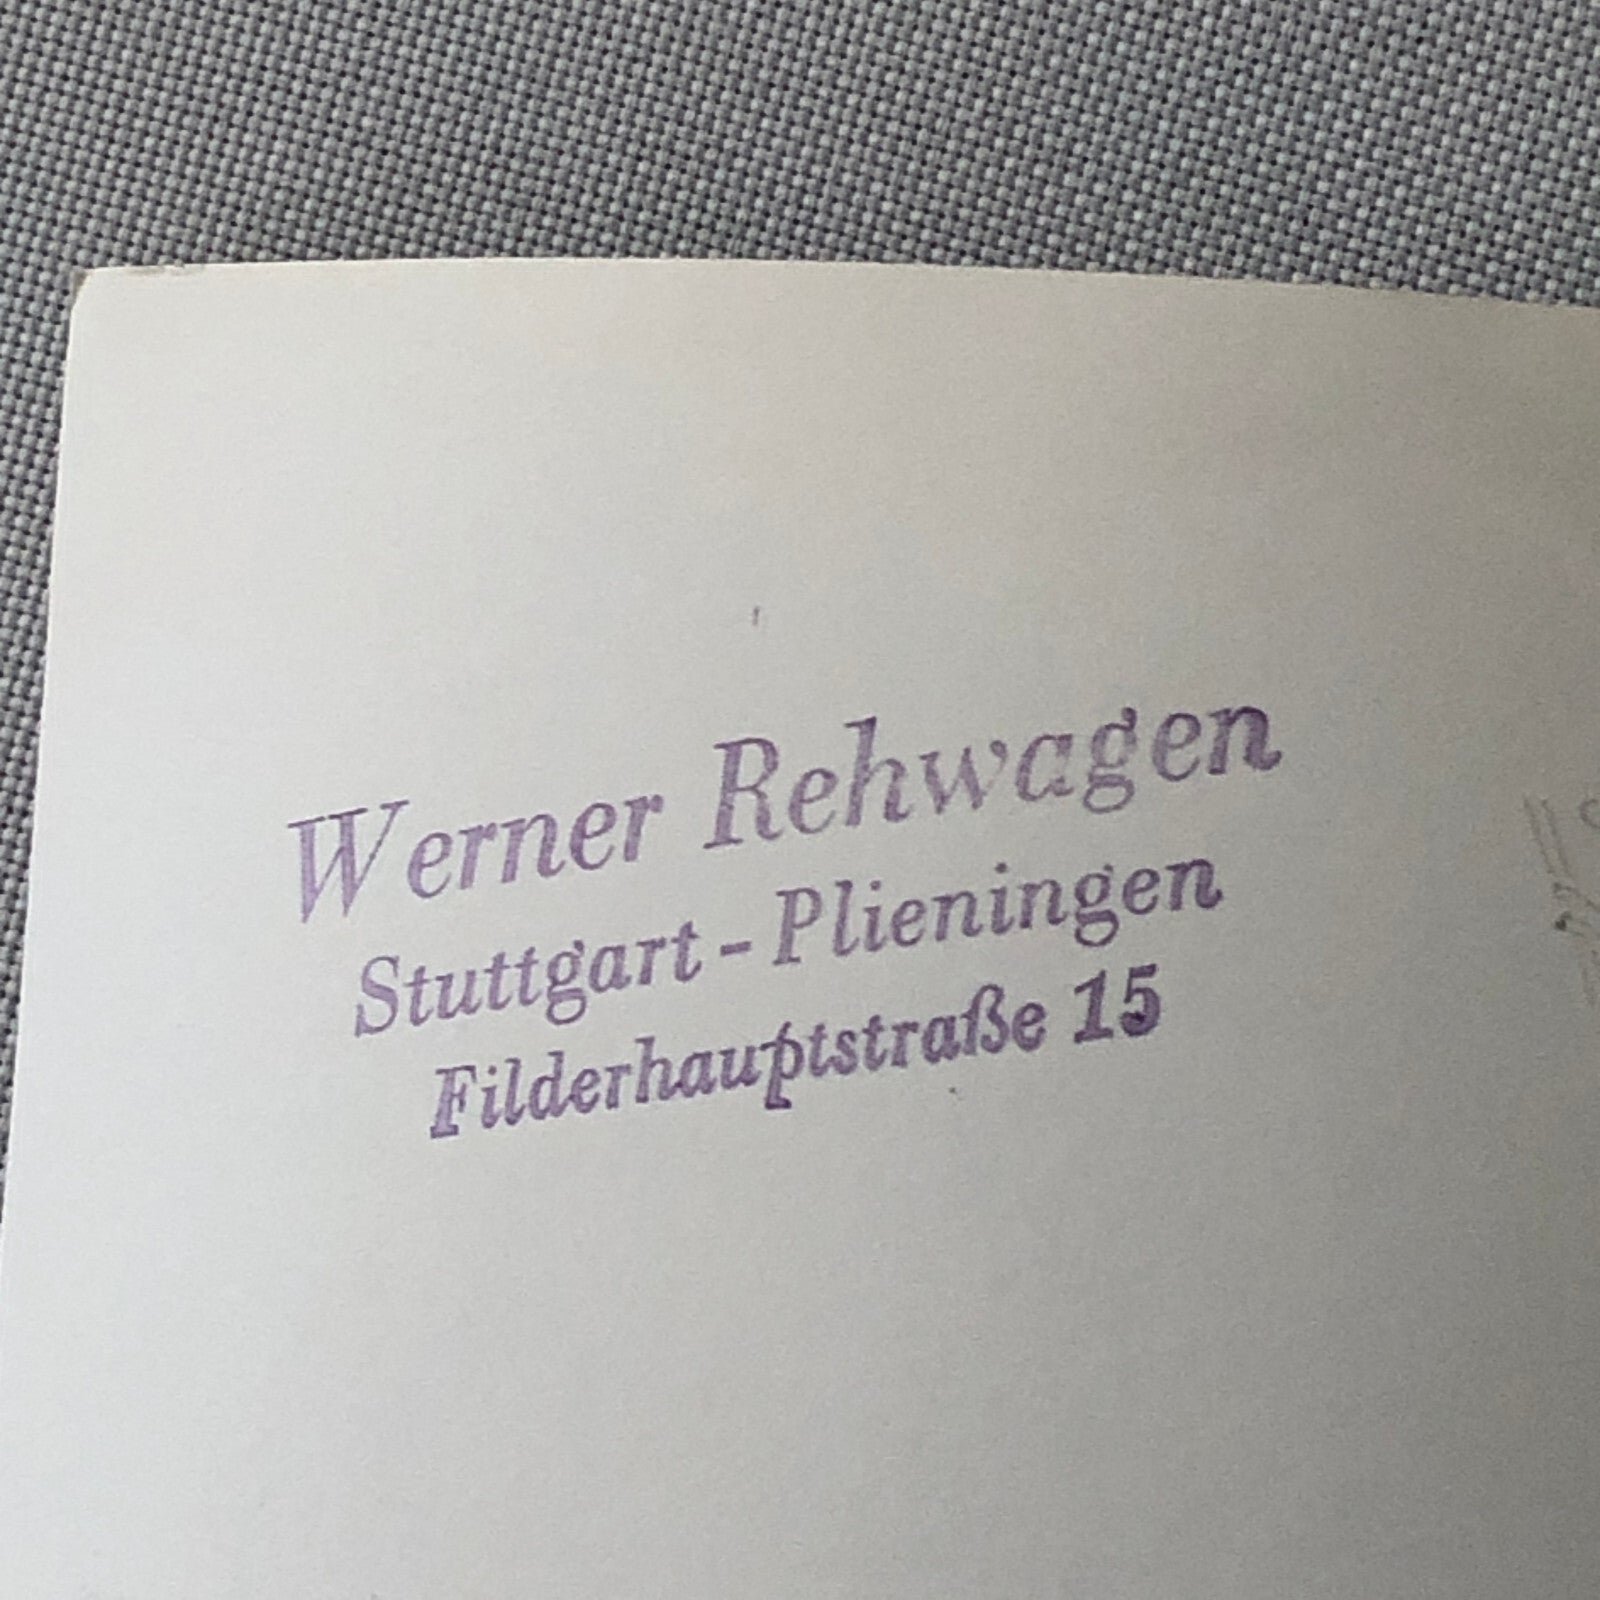 Werner Rehwagen
Stuttgart - Plieningen
Filderhauptstraße 15